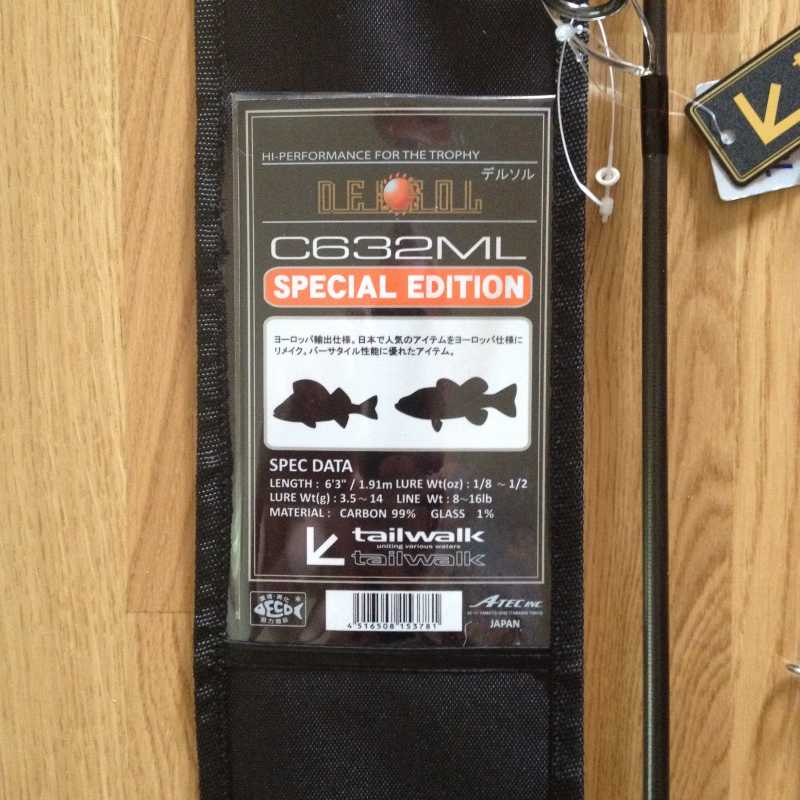 HI-PERFORMANCE FOR THE TROPHY
デルソル
DEL SOL
C632ML
SPECIAL EDITION
ヨーロッパ輸出仕様。日本で人気のアイテムをヨーロッパ仕様に
リメイク。バーサタイル性能に優れたアイテム。
SPEC DATA
LENGTH : 6'3" / 1.91m LURE Wt(oz) : 1/8 ~ 1/2
LURE Wt(g) : 3.5~14 LINE Wt : 8~16lb
MATERIAL : CARBON 99% GLASS 1%
tailwalk
uniting various waters
tailwalk
ECO
4 516508 153781
A-TEC INC
JAPAN